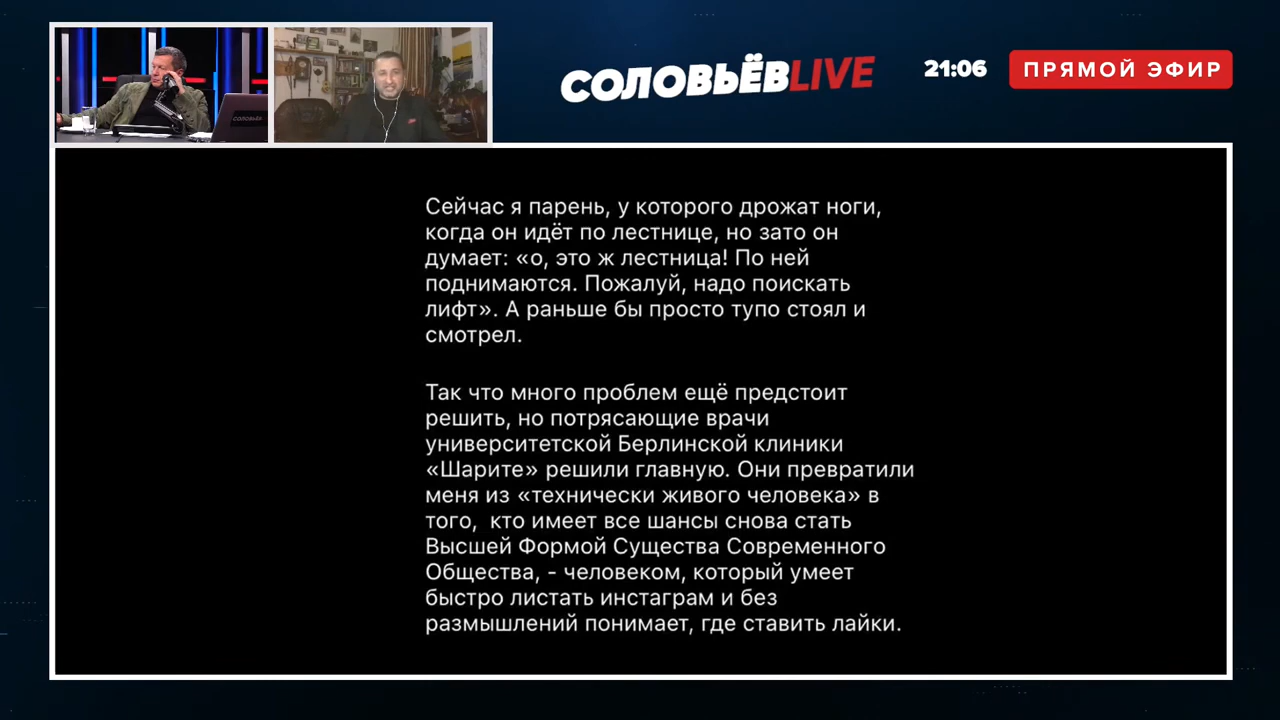 СОЛОВЬЁВLIVE
21:06
ПРЯМОЙ ЭФИР
СОЛОВЬЁВ
Сейчас я парень, у которого дрожат ноги,
когда он идёт по лестнице, но зато он
думает: «о, это ж лестница! По ней
поднимаются. Пожалуй, надо поискать
лифт». А раньше бы просто тупо стоял и
смотрел.
Так что много проблем ещё предстоит
решить, но потрясающие врачи
университетской Берлинской клиники
«Шарите» решили главную. Они превратили
меня из «технически живого человека» в
того, кто имеет все шансы снова стать
Высшей Формой Существа Современного
Общества, - человеком, который умеет
быстро листать инстаграм и без
размышлений понимает, где ставить лайки.